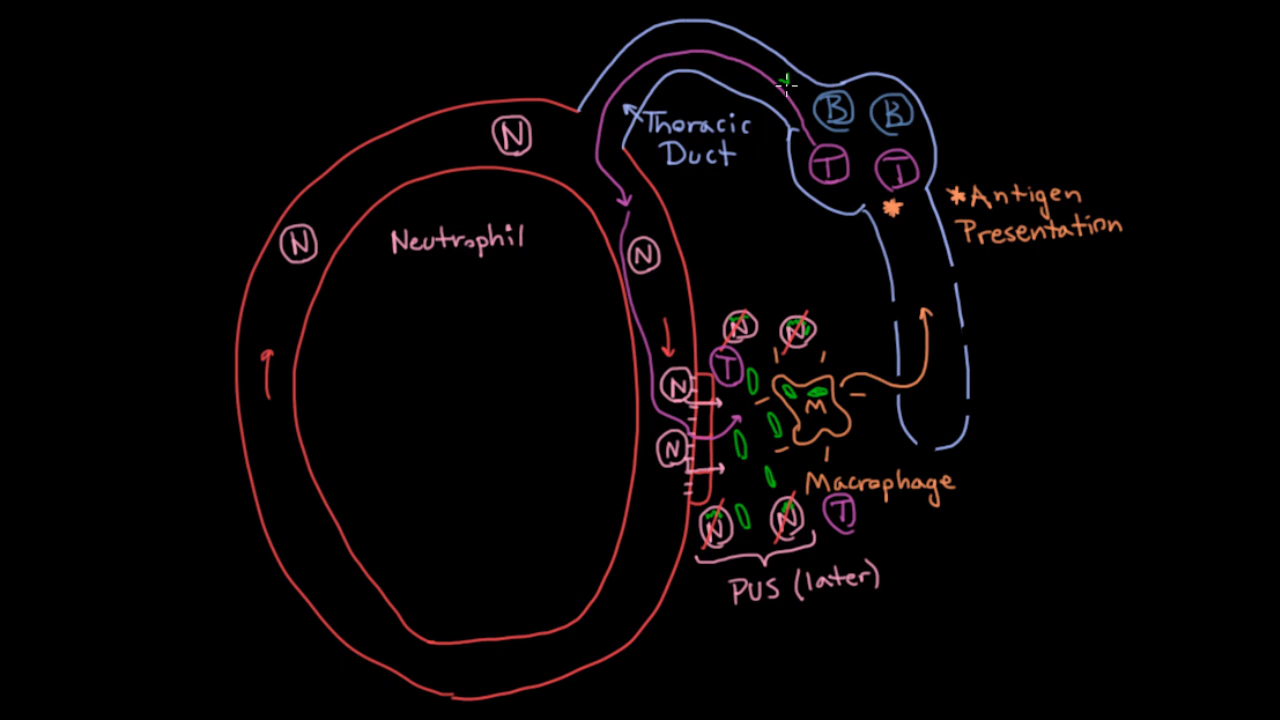 B B
N
Thoracic
Duct
T T
*Antigen
Presentation
Neutrophil
N
N
N N
T
N
M
N
Macrophage
N N T
PUS (later)